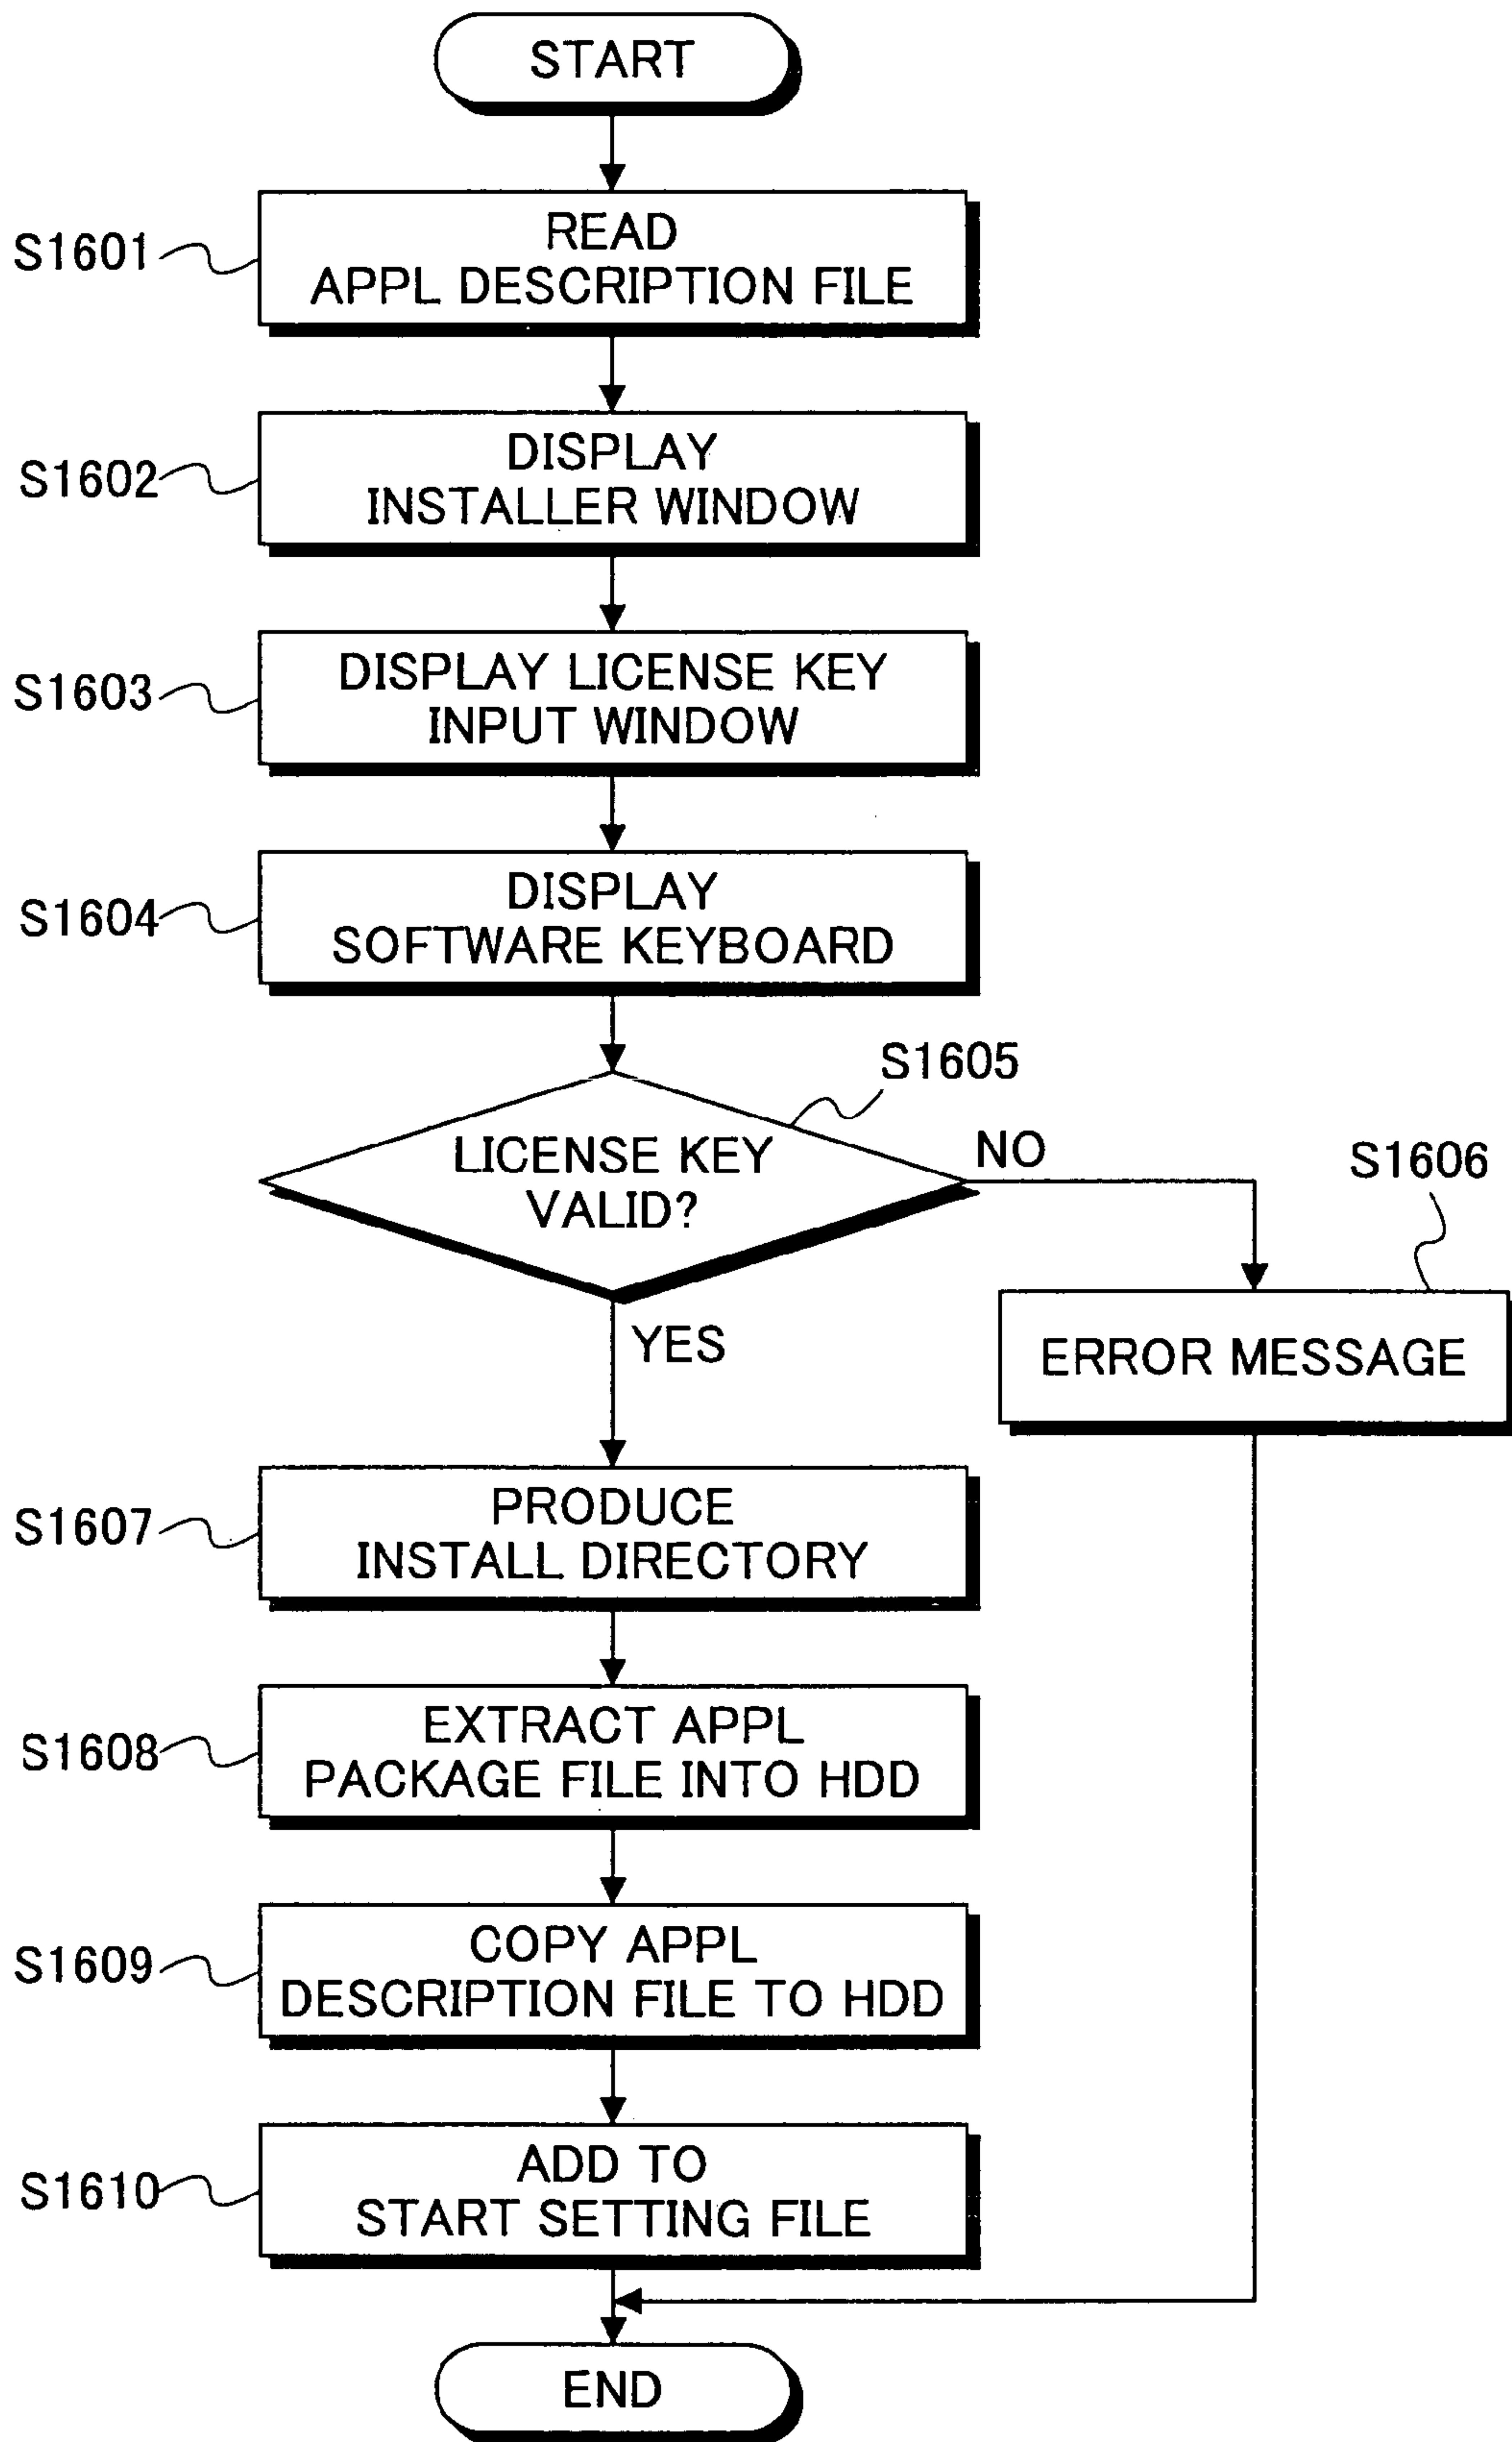 START
S1601
READ
APPL DESCRIPTION FILE
S1602
DISPLAY
INSTALLER WINDOW
S1603
DISPLAY LICENSE KEY
INPUT WINDOW
S1604
DISPLAY
SOFTWARE KEYBOARD
S1605
LICENSE KEY
VALID?
NO
S1606
YES
ERROR MESSAGE
S1607
PRODUCE
INSTALL DIRECTORY
S1608
EXTRACT APPL
PACKAGE FILE INTO HDD
S1609
COPY APPL
DESCRIPTION FILE TO HDD
S1610
ADD TO
START SETTING FILE
END